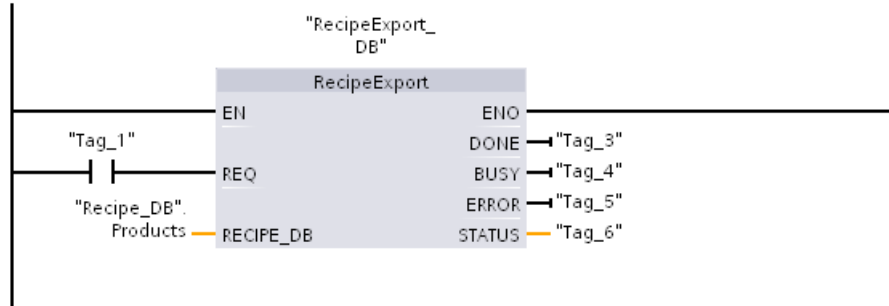 "RecipeExport_
DB"
RecipeExport
EN
ENO
"Tag_1"
DONE
"Tag_3"
REQ
BUSY
"Tag_4"
"Recipe_DB".
ERROR
"Tag_5"
Products
RECIPE_DB
STATUS
"Tag_6"